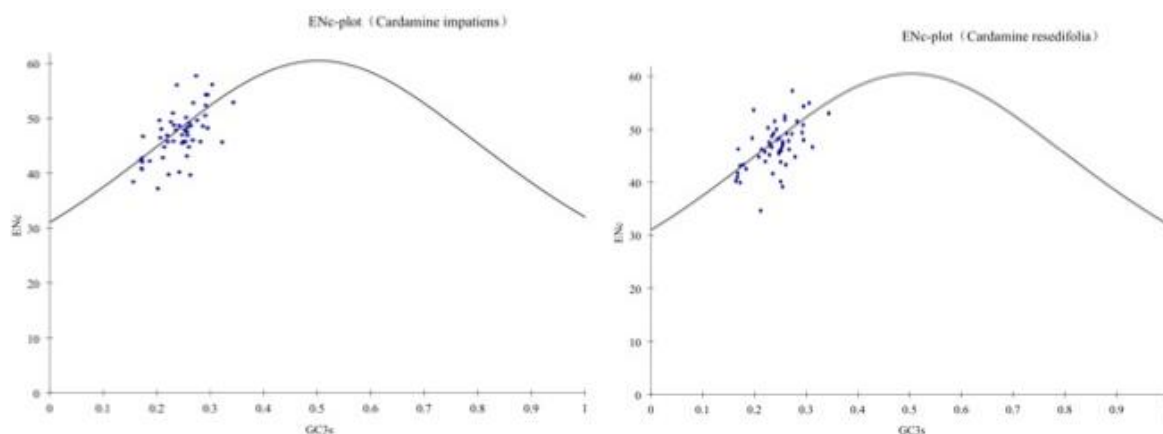 ENc-plot（Cardamine impatiens）
60
50
40
30
20
10
0
ENc
0 0.1 0.2 0.3 0.4 0.5 0.6 0.7 0.8 0.9 1
GC3s
ENc-plot（Cardamine resedifolia）
60
50
40
30
20
10
0
ENc
0 0.1 0.2 0.3 0.4 0.5 0.6 0.7 0.8 0.9
GC3s